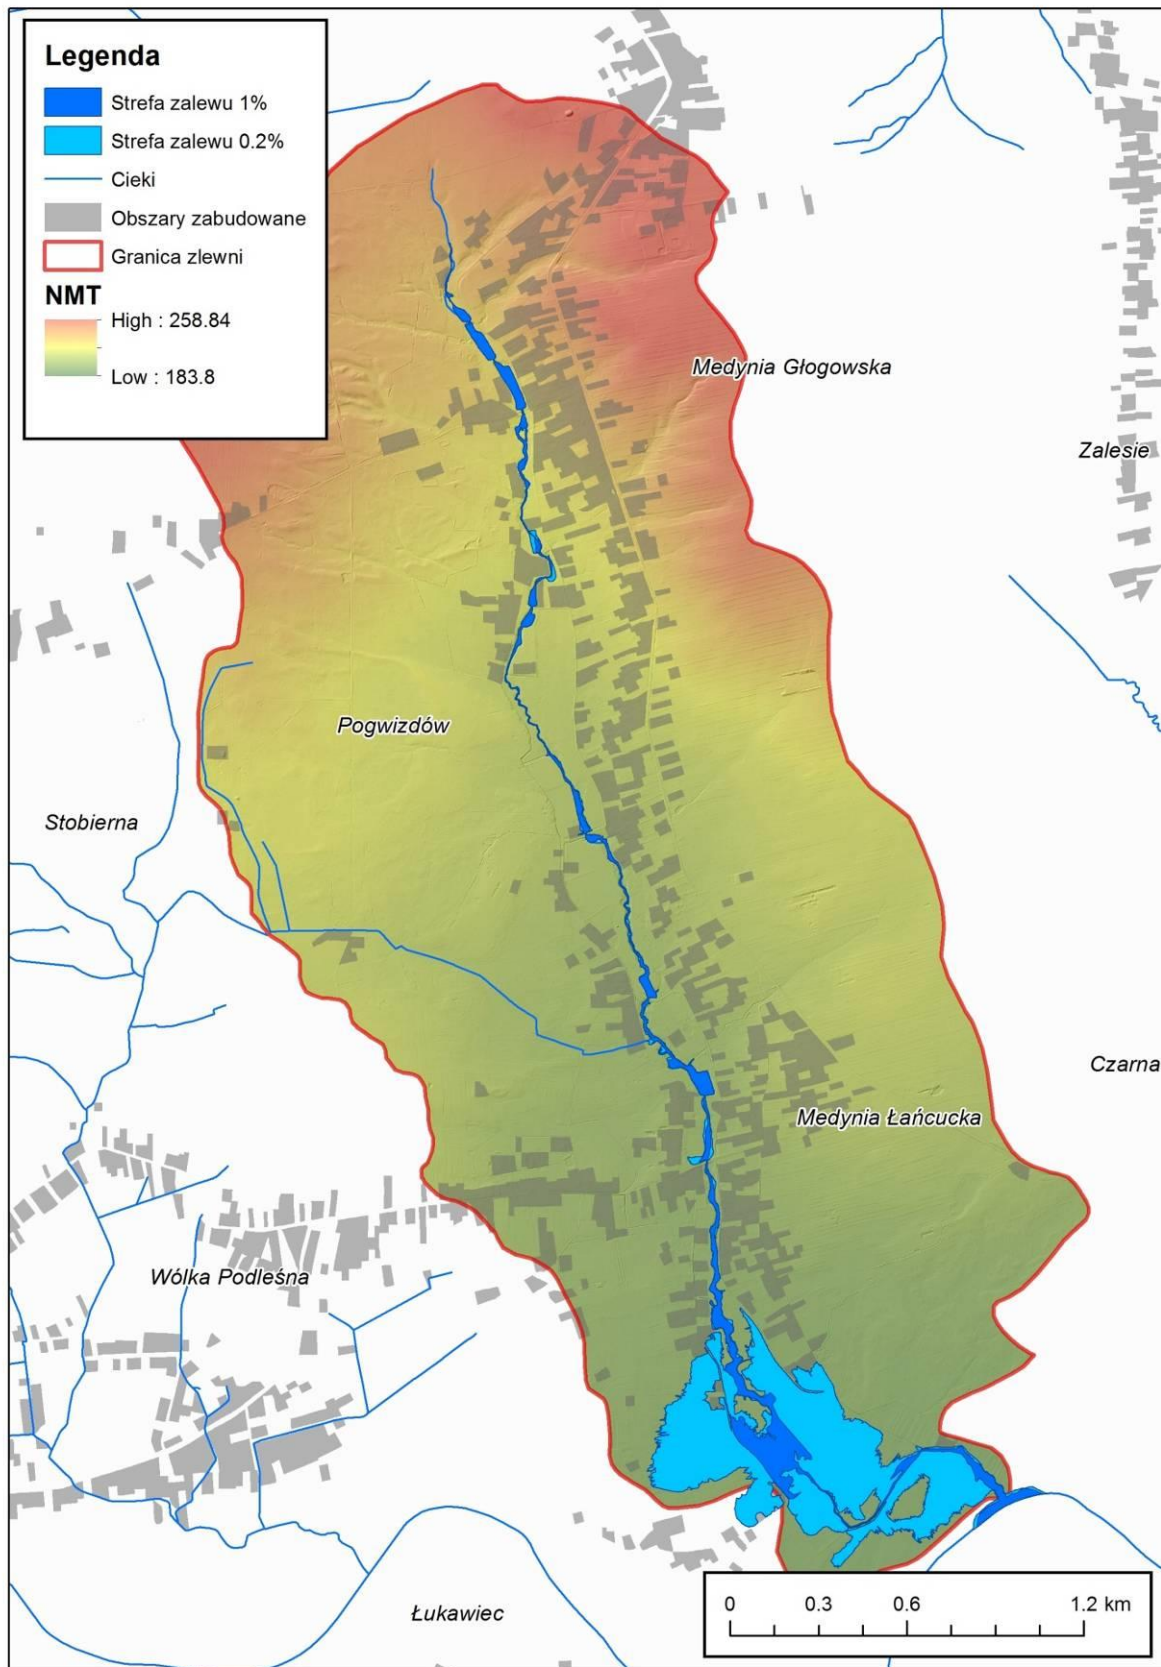 Legenda
Strefa zalewu 1%
Strefa zalewu 0.2%
Cieki
Obszary zabudowane
Granica zlewni
NMT
High : 258.84
Low : 183.8
Medynia Głogowska
Zalesie
Pogwizdów
Stobierna
Czarna
Medynia Łańcucka
Wólka Podleśna
Łukawiec
0 0.3 0.6 1.2 km